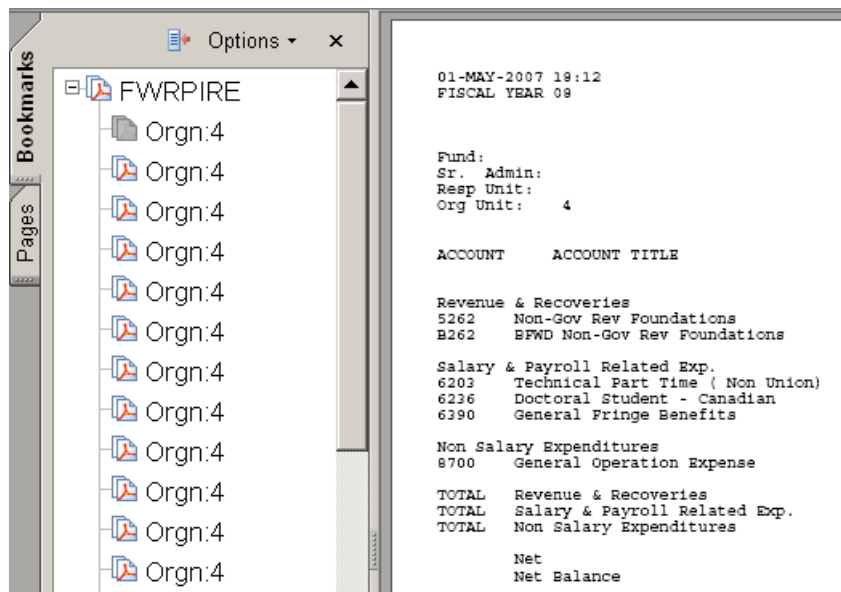 Bookmarks
Pages
Options
FWRPIRE
Orgn:4
Orgn:4
Orgn:4
Orgn:4
Orgn:4
Orgn:4
Orgn:4
Orgn:4
Orgn:4
Orgn:4
Orgn:4
Orgn:4
01-MAY-2007 18:12
FISCAL YEAR 08
Fund:
Sr. Admin:
Resp Unit:
Org Unit: 4
ACCOUNT ACCOUNT TITLE
Revenue & Recoveries
5262 Non-Gov Rev Foundations
B262 BFWD Non-Gov Rev Foundations
Salary & Payroll Related Exp.
6203 Technical Part Time ( Non Union)
6236 Doctoral Student - Canadian
6390 General Fringe Benefits
Non Salary Expenditures
8700 General Operation Expense
TOTAL Revenue & Recoveries
TOTAL Salary & Payroll Related Exp.
TOTAL Non Salary Expenditures
Net
Net Balance